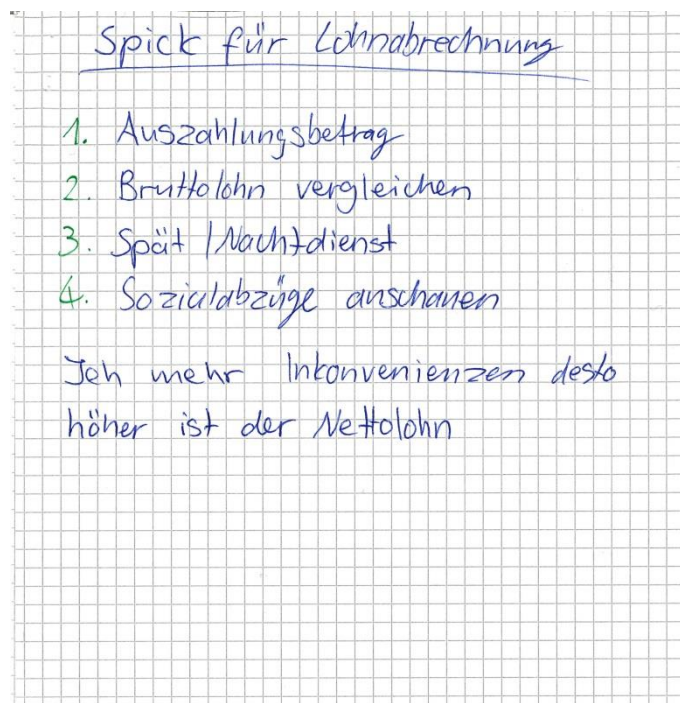 Spick für Lohnabrechnung
1. Auszahlungsbetrag
2. Bruttolohn vergleichen
3. Spät / Nachtdienst
4. Sozialabzüge anschauen
Jeh mehr Inkonvenienzen desto
höher ist der Nettolohn